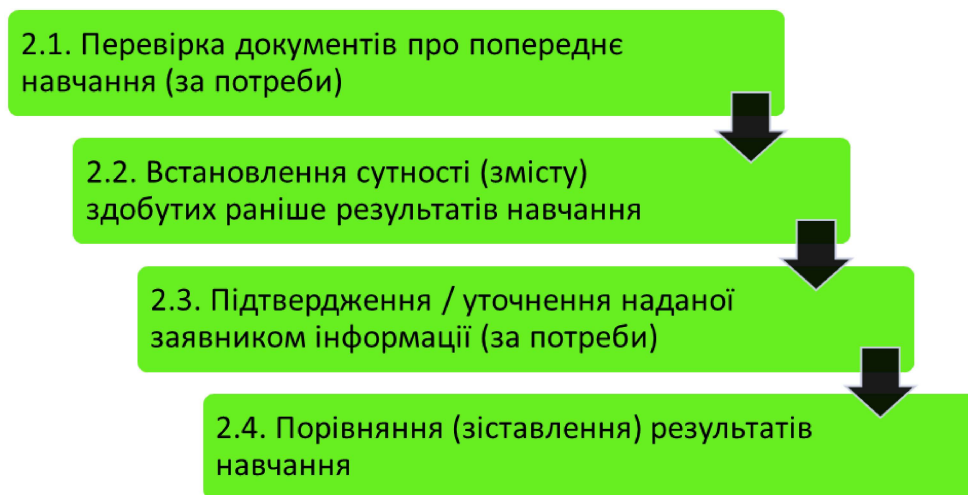 2.1. Перевірка документів про попереднє
навчання (за потреби)
2.2. Встановлення сутності (змісту)
здобутих раніше результатів навчання
2.3. Підтвердження / уточнення наданої
заявником інформації (за потреби)
2.4. Порівняння (зіставлення) результатів
навчання